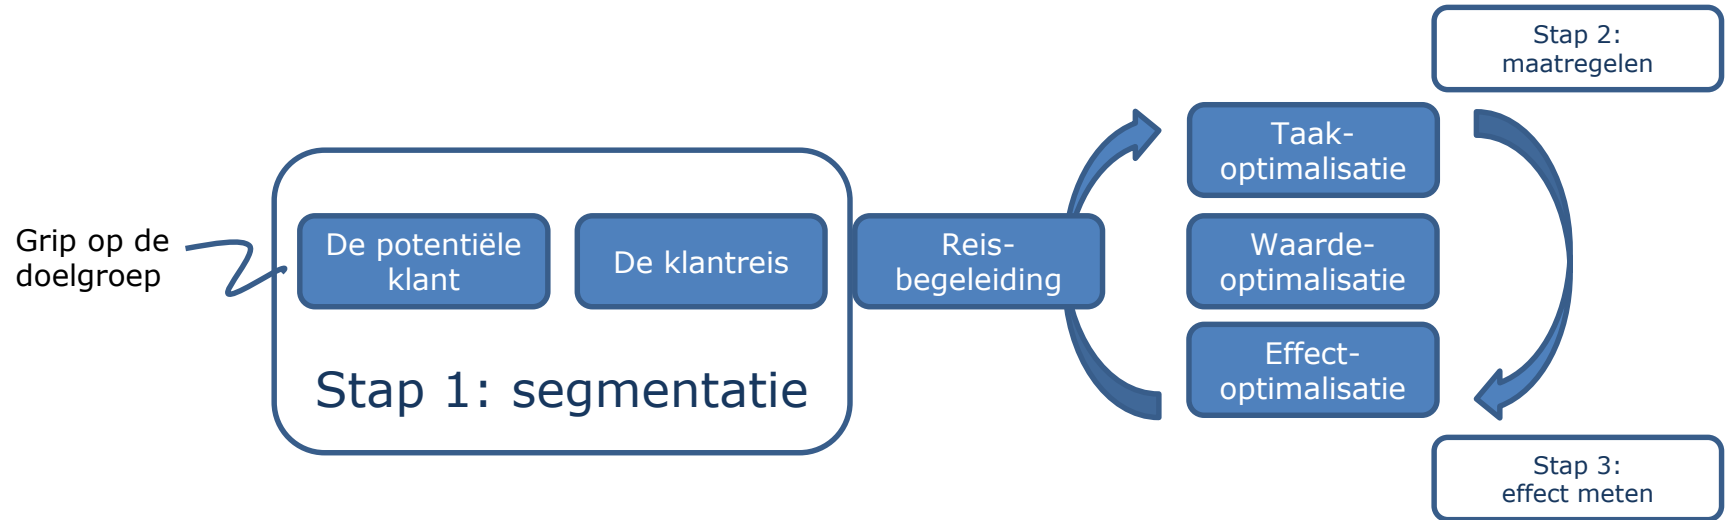 Stap 2:
maatregelen
Taak-
optimalisatie
Grip op de
doelgroep
De potentiële
klant
De klantreis
Reis-
begeleiding
Waarde-
optimalisatie
Stap 1: segmentatie
Effect-
optimalisatie
Stap 3:
effect meten